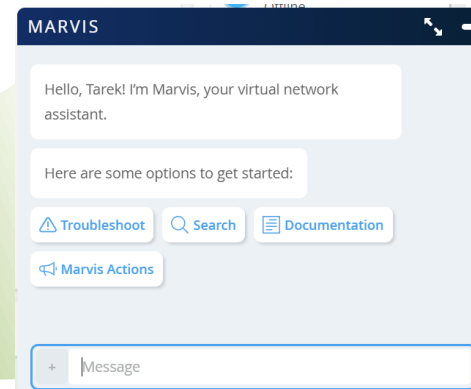 Offline
MARVIS
Hello, Tarek! I'm Marvis, your virtual network
assistant.
Here are some options to get started:
Troubleshoot
Search
Documentation
Marvis Actions
+
Message